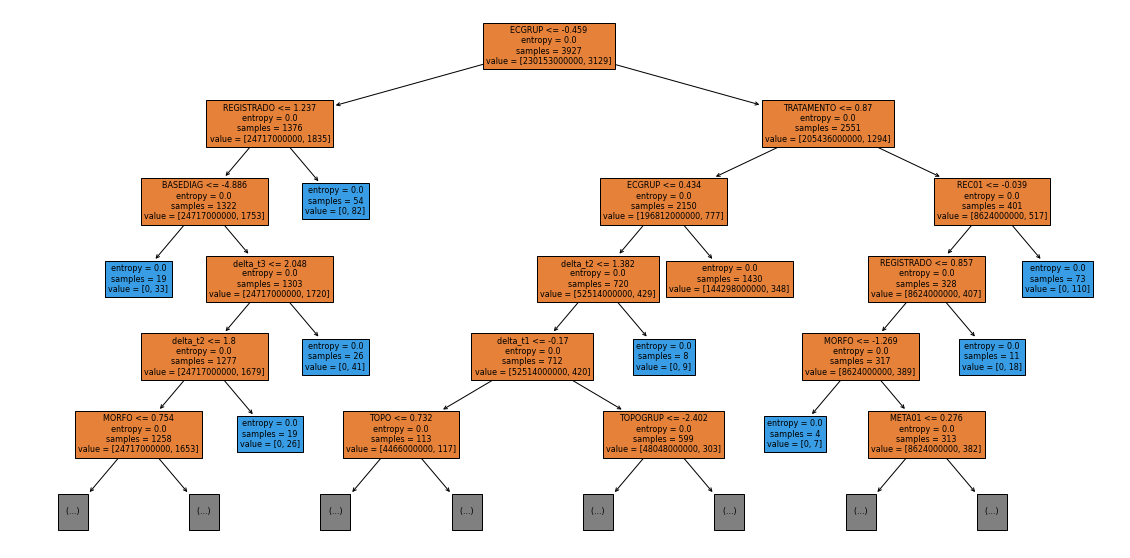 ECGRUP <= -0.459
entropy = 0.0
samples = 3927
value = [230153000000, 3129]
REGISTRADO <= 1.237
entropy = 0.0
samples = 1376
value = [24717000000, 1835]
TRATAMENTO <= 0.87
entropy = 0.0
samples = 2551
value = [205436000000, 1294]
BASEDIAG <= -4.886
entropy = 0.0
samples = 1322
value = [24717000000, 1753]
entropy = 0.0
samples = 54
value = [0, 82]
ECGRUP <= 0.434
entropy = 0.0
samples = 2150
value = [196812000000, 777]
REC01 <= -0.039
entropy = 0.0
samples = 401
value = [8624000000, 517]
entropy = 0.0
samples = 19
value = [0, 33]
delta_t3 <= 2.048
entropy = 0.0
samples = 1303
value = [24717000000, 1720]
delta_t2 <= 1.382
entropy = 0.0
samples = 720
value = [52514000000, 429]
entropy = 0.0
samples = 1430
value = [144298000000, 348]
REGISTRADO <= 0.857
entropy = 0.0
samples = 328
value = [8624000000, 407]
entropy = 0.0
samples = 73
value = [0, 110]
delta_t2 <= 1.8
entropy = 0.0
samples = 1277
value = [24717000000, 1679]
entropy = 0.0
samples = 26
value = [0, 41]
delta_t1 <= -0.17
entropy = 0.0
samples = 712
value = [52514000000, 420]
entropy = 0.0
samples = 8
value = [0, 9]
MORFO <= -1.269
entropy = 0.0
samples = 317
value = [8624000000, 389]
entropy = 0.0
samples = 11
value = [0, 18]
MORFO <= 0.754
entropy = 0.0
samples = 1258
value = [24717000000, 1653]
entropy = 0.0
samples = 19
value = [0, 26]
TOPO <= 0.732
entropy = 0.0
samples = 113
value = [4466000000, 117]
TOPOGRUP <= -2.402
entropy = 0.0
samples = 599
value = [48048000000, 303]
entropy = 0.0
samples = 4
value = [0, 7]
META01 <= 0.276
entropy = 0.0
samples = 313
value = [8624000000, 382]
(...)
(...)
(...)
(...)
(...)
(...)
(...)
(...)